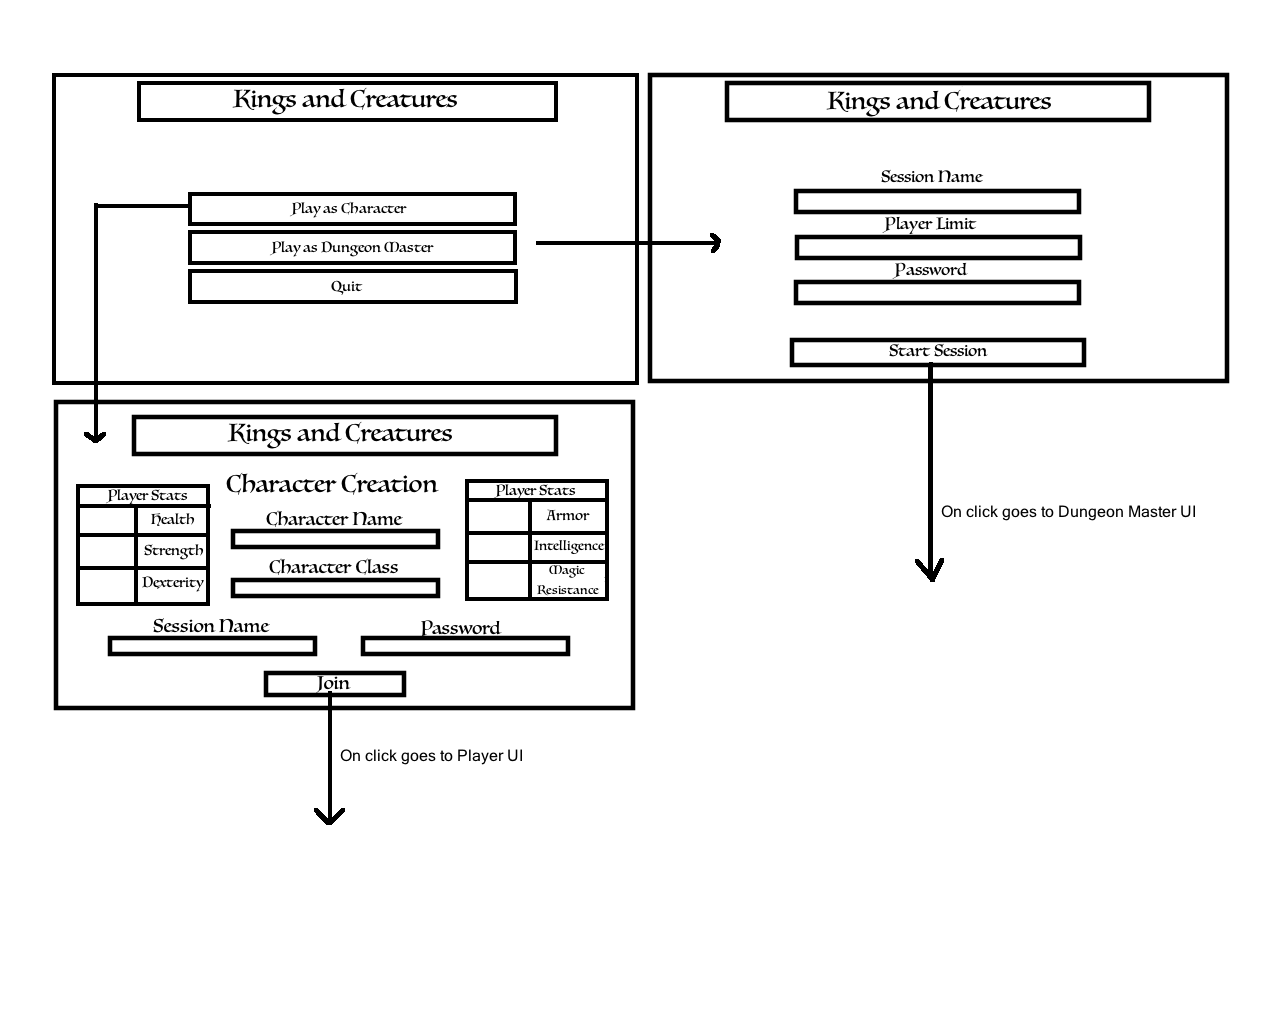 Kings and Creatures
Play as Character
Play as Dungeon Master
Quit
Kings and Creatures
Session Name
Player Limit
Password
Start Session
On click goes to Dungeon Master UI
Kings and Creatures
Character Creation
Player Stats
Health
Strength
Dexterity
Character Name
Character Class
Player Stats
Armor
Intelligence
Magic
Resistance
Session Name
Password
Join
On click goes to Player UI